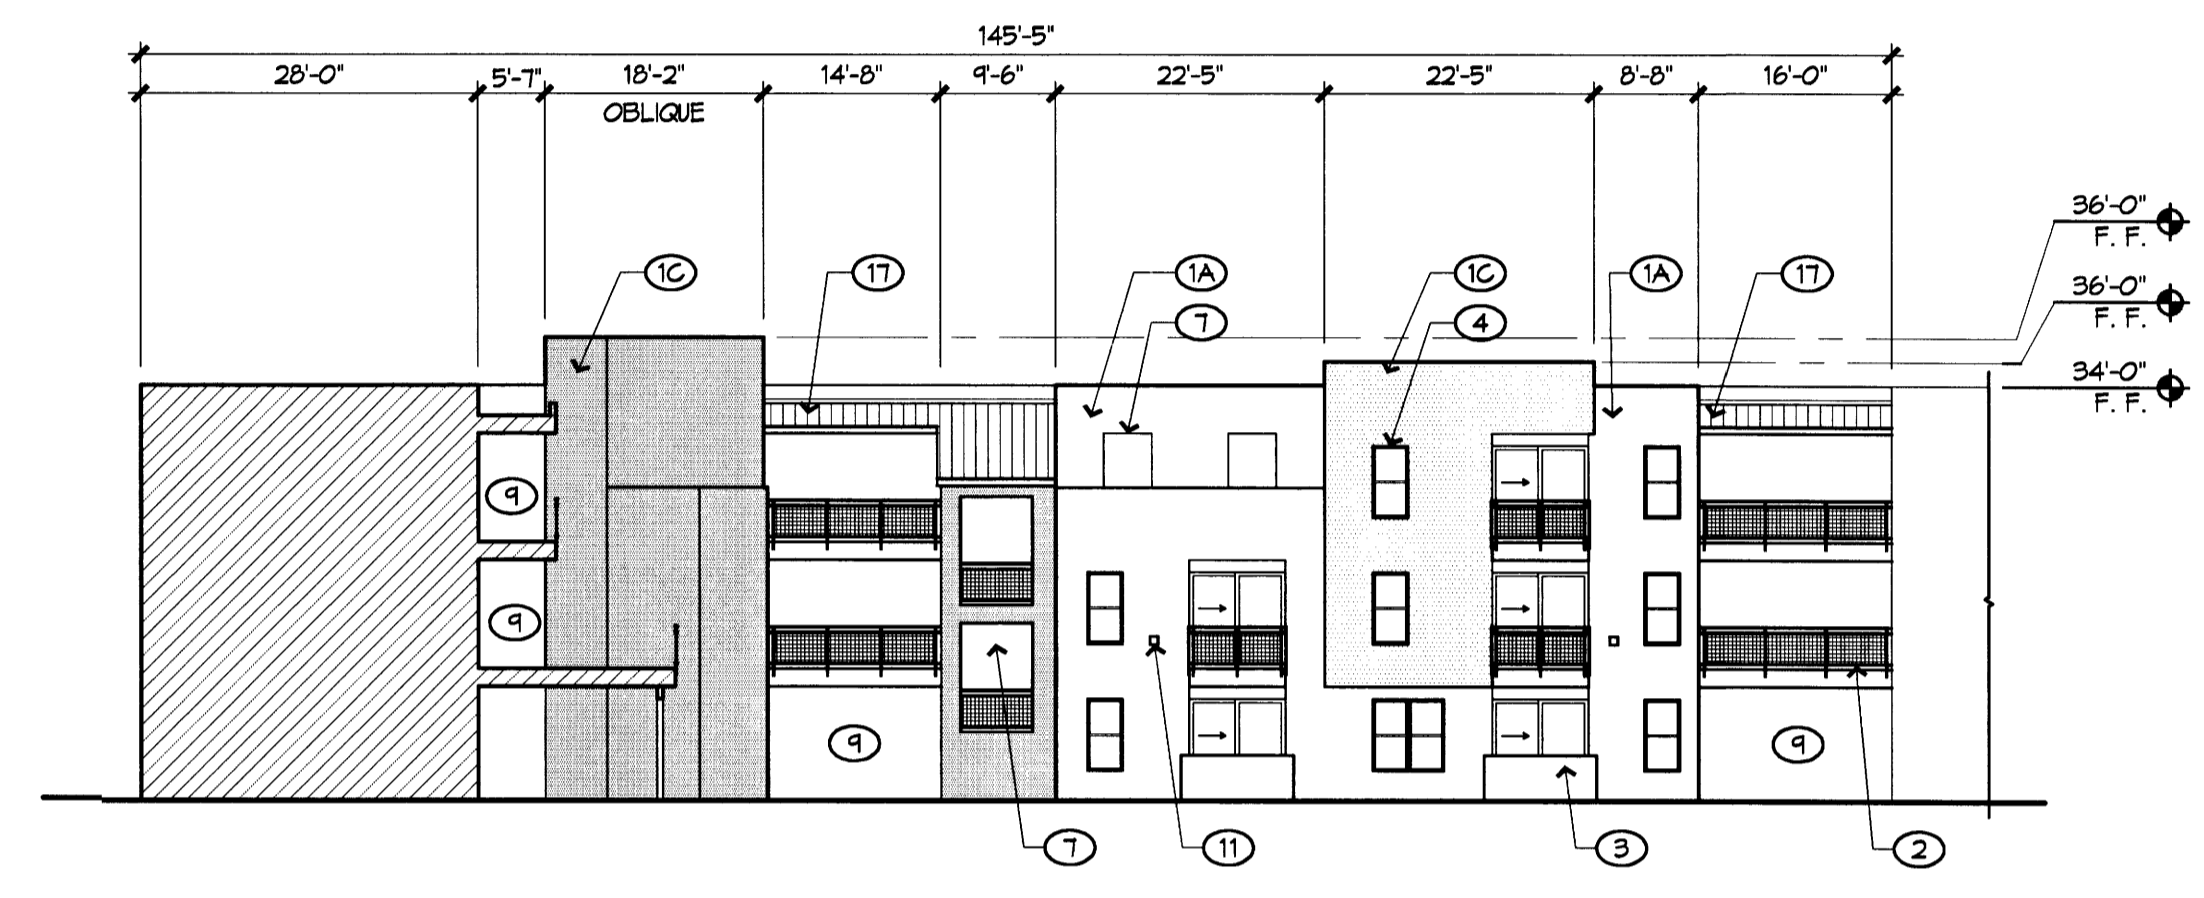 145'-5"
28'-0" 5'-7" 18'-2" 14'-8" 9'-6" 22'-5" 22'-5" 8'-8" 16'-0"
OBLIQUE
36'-0"
F. F.
1C 17 1A 1C 1A 17
36'-0"
F. F.
7 4
34'-0"
F. F.
9
9
9 9
7 11 3 2